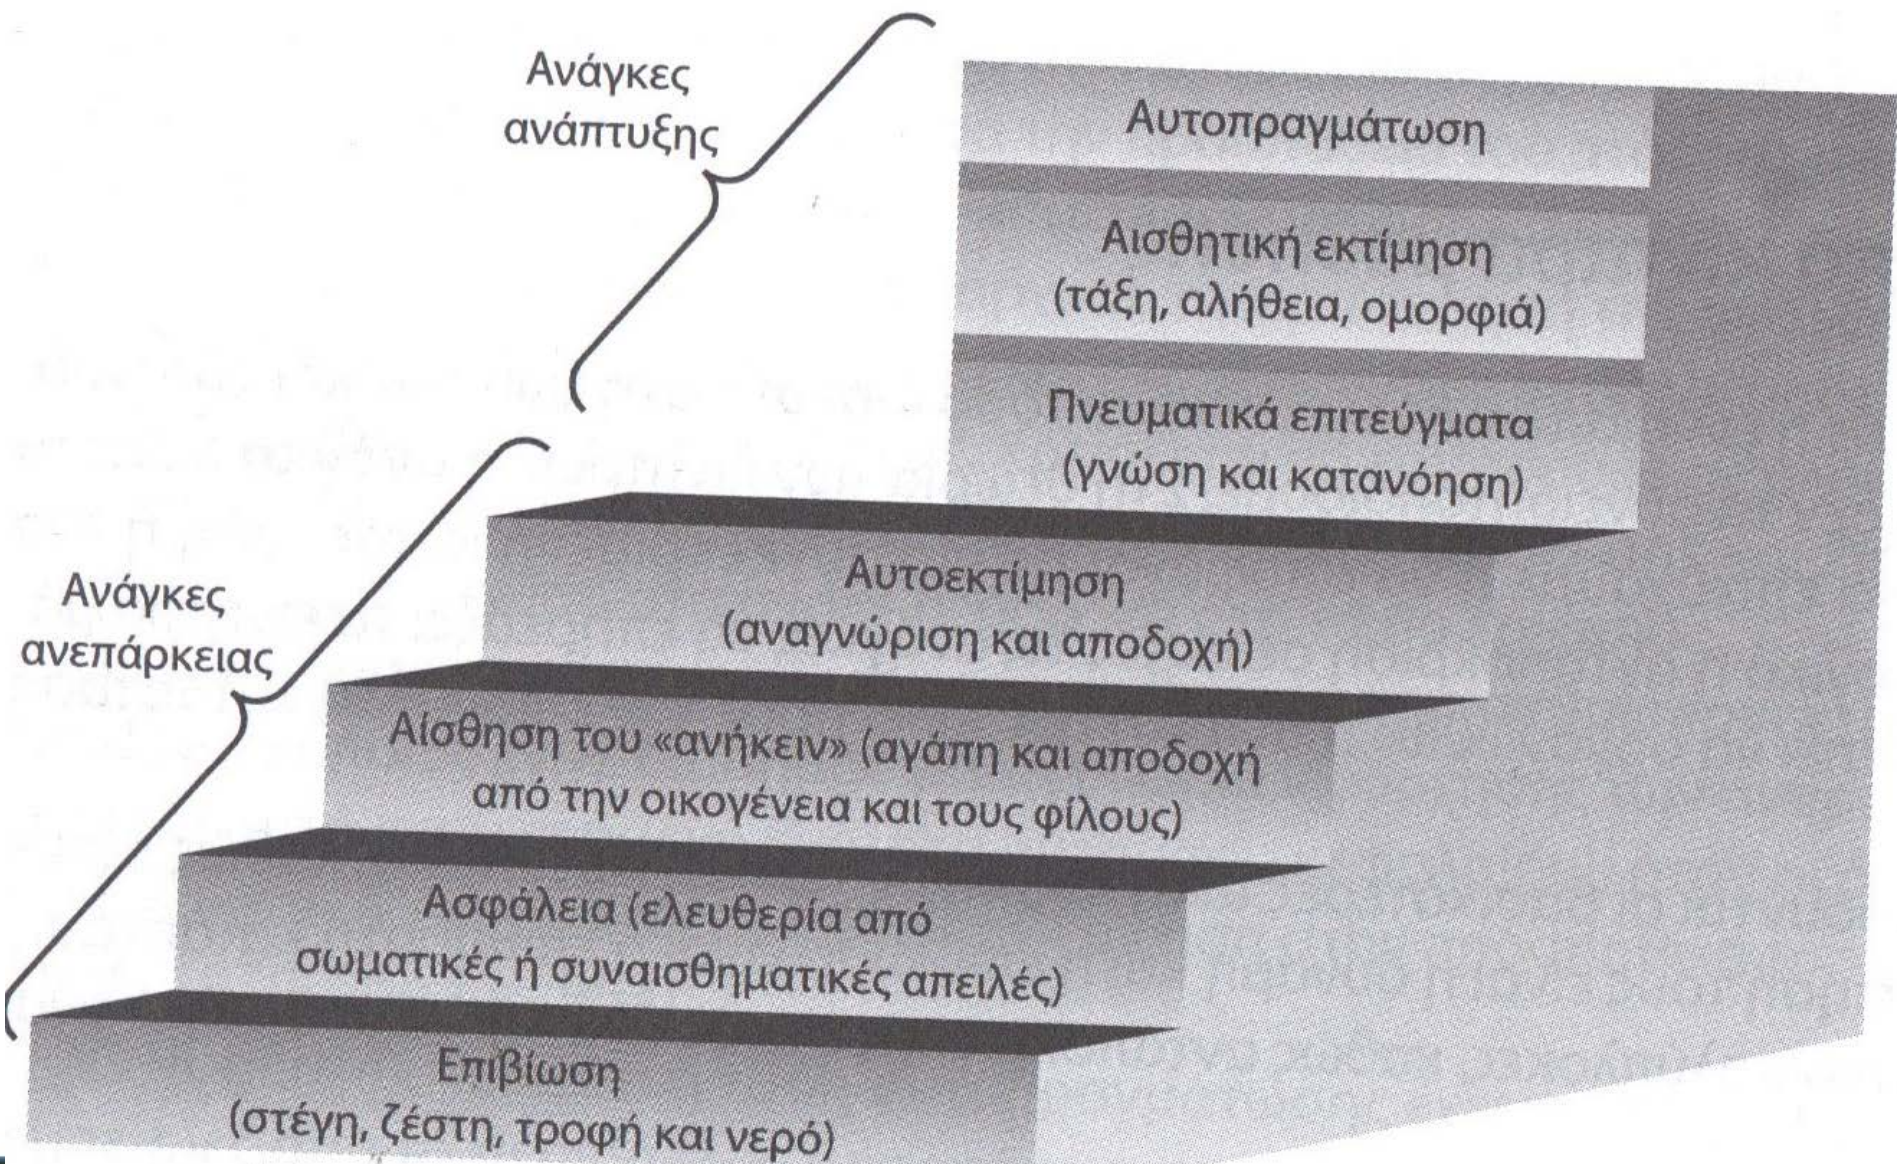 Ανάγκες
ανάπτυξης
Αυτοπραγμάτωση
Αισθητική εκτίμηση
(τάξη, αλήθεια, ομορφιά)
Πνευματικά επιτεύγματα
(γνώση και κατανόηση)
Ανάγκες
ανεπάρκειας
Αυτοεκτίμηση
(αναγνώριση και αποδοχή)
Αίσθηση του «ανήκειν» (αγάπη και αποδοχή
από την οικογένεια και τους φίλους)
Ασφάλεια (ελευθερία από
σωματικές ή συναισθηματικές απειλές)
Επιβίωση
(στέγη, ζέστη, τροφή και νερό)